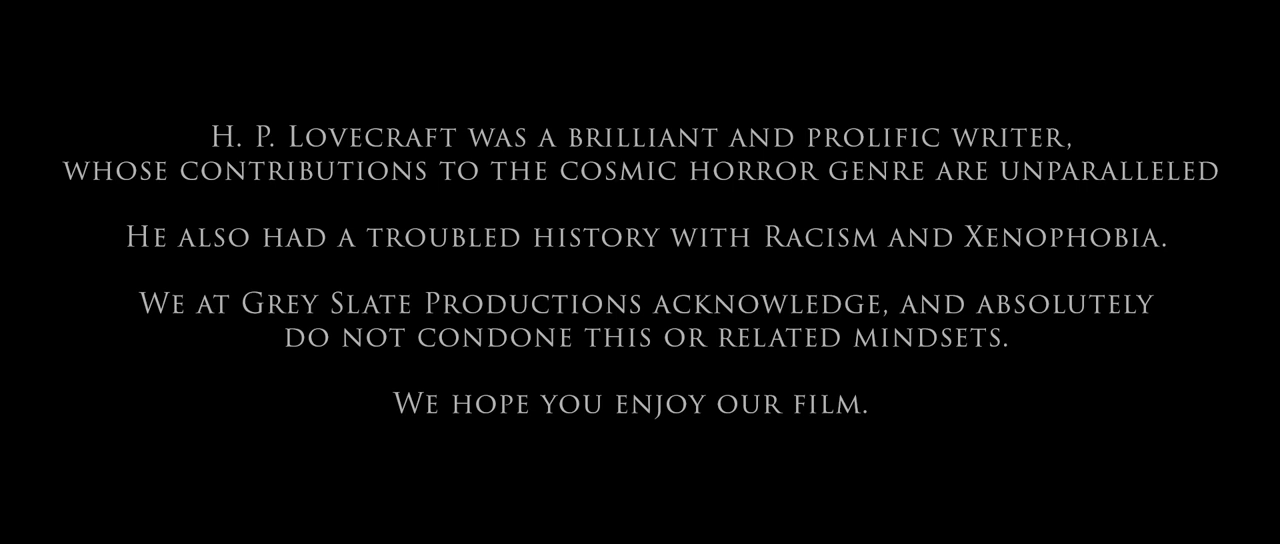 H. P. Lovecraft was a brilliant and prolific writer,
whose contributions to the cosmic horror genre are unparalleled
He also had a troubled history with Racism and Xenophobia.
We at Grey Slate Productions acknowledge, and absolutely
do not condone this or related mindsets.
We hope you enjoy our film.